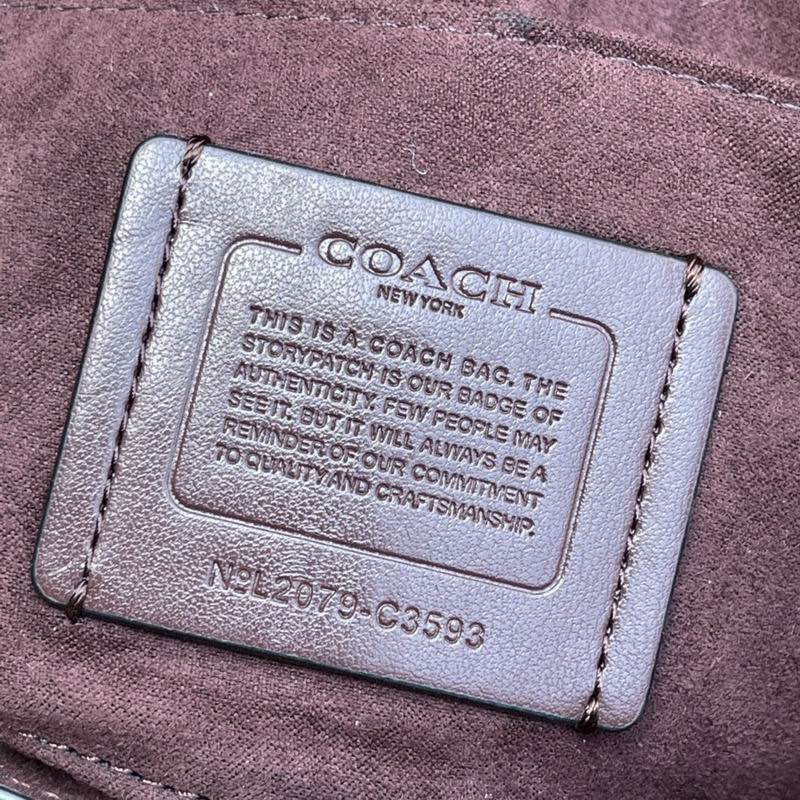 COACH
NEW YORK
THIS IS A COACH BAG. THE
STORYPATCH IS OUR BADGE OF
AUTHENTICITY. FEW PEOPLE MAY
SEE IT. BUT IT WILL ALWAYS BE A
REMINDER OF OUR COMMITMENT
TO QUALITY AND CRAFTSMANSHIP.
NoL2079-C3593